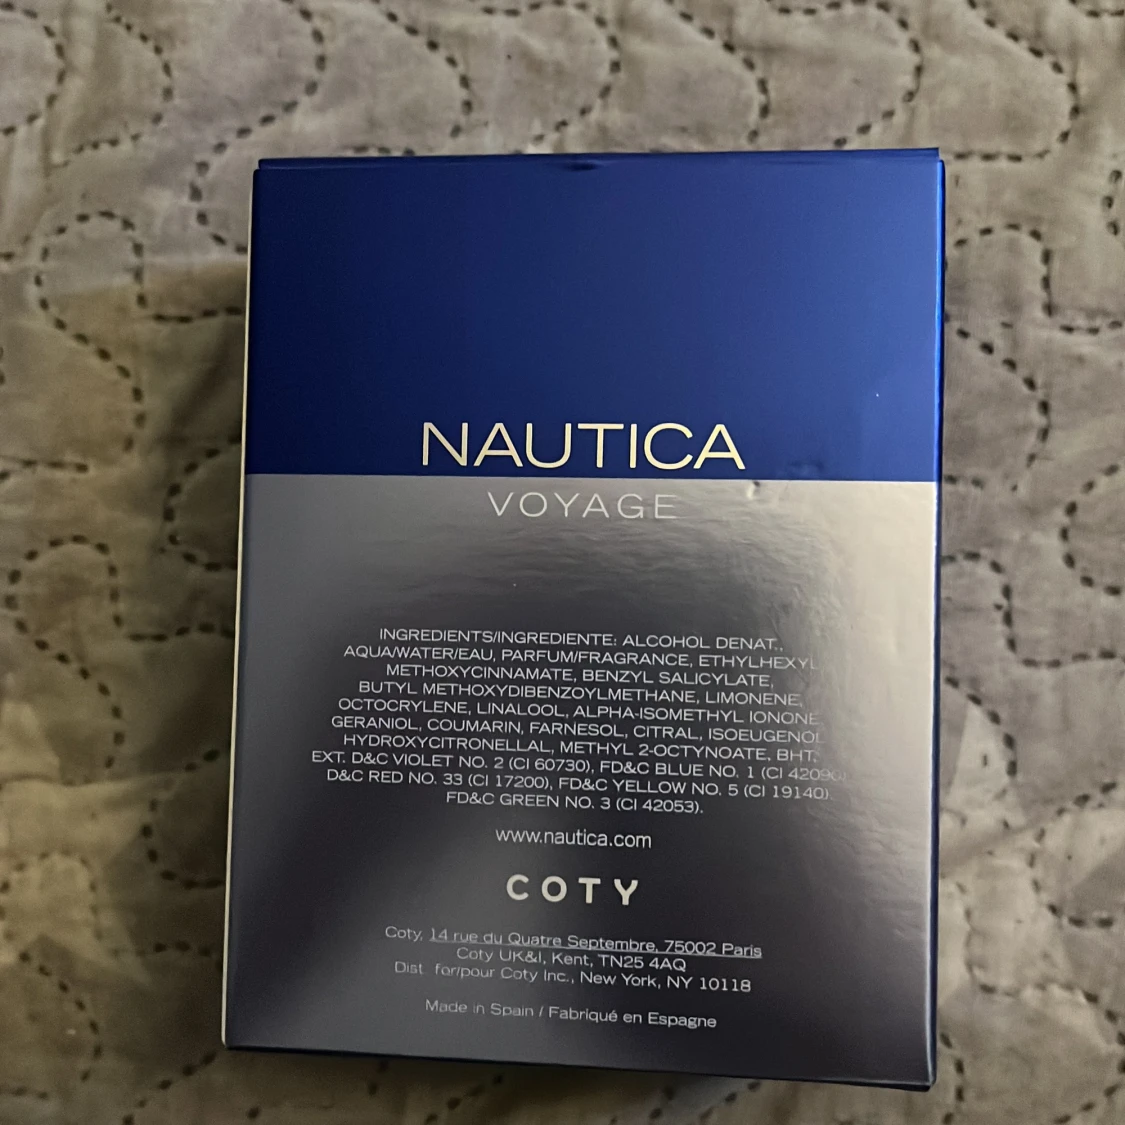 NAUTICA
VOYAGE
INGREDIENTS/INGREDIENTE: ALCOHOL DENAT.,
AQUA/WATER/EAU, PARFUM/FRAGRANCE, ETHYLHEXYL
METHOXYCINNAMATE, BENZYL SALICYLATE,
BUTYL METHOXYDIBENZOYLMETHANE, LIMONENE,
OCTOCRYLENE, LINALOOL, ALPHA-ISOMETHYL IONONE,
GERANIOL, COUMARIN, FARNESOL, CITRAL, ISOEUGENOL,
HYDROXYCITRONELLAL, METHYL 2-OCTYNOATE, BHT,
EXT. D&C VIOLET NO. 2 (CI 60730), FD&C BLUE NO. 1 (CI 42090),
D&C RED NO. 33 (CI 17200), FD&C YELLOW NO. 5 (CI 19140),
FD&C GREEN NO. 3 (CI 42053).
www.nautica.com
COTY
Coty, 14 rue du Quatre Septembre, 75002 Paris
Coty UK&I, Kent, TN25 4AQ
Dist. for/pour Coty Inc., New York, NY 10118
Made in Spain / Fabriqué en Espagne